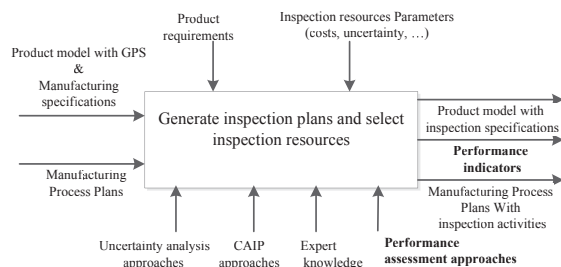 Product
requirements
Inspection resources Parameters
(costs, uncertainty, …)
Product model with GPS
&
Manufacturing
specifications
Manufacturing
Process Plans
Generate inspection plans and select
inspection resources
Product model with
inspection specifications
Performance
indicators
Manufacturing Process
Plans With
inspection activities
Uncertainty analysis
approaches
CAIP
approaches
Expert
knowledge
Performance
assessment approaches